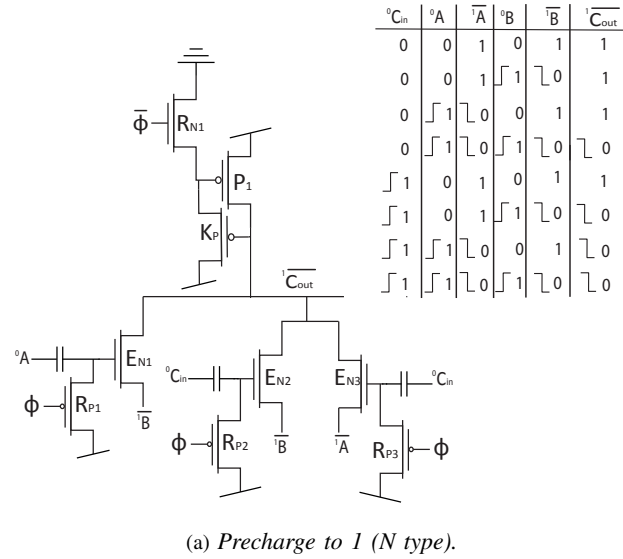 ⁰Cin ⁰A ¹A̅ ⁰B ¹B̅ ¹C̅o̅u̅t̅
0 0 1 0 1 1
0 0 1 1 0 1
0 1 0 0 1 1
0 1 0 1 0 0
1 0 1 0 1 1
1 0 1 1 0 0
1 1 0 0 1 0
1 1 0 1 0 0
Φ̅ RN1
P1
KP
¹C̅o̅u̅t̅
⁰A EN1
Φ RP1
¹B̅
⁰Cin EN2
Φ RP2
¹B̅
EN3 ⁰Cin
¹A̅
RP3 Φ
(a) Precharge to 1 (N type).